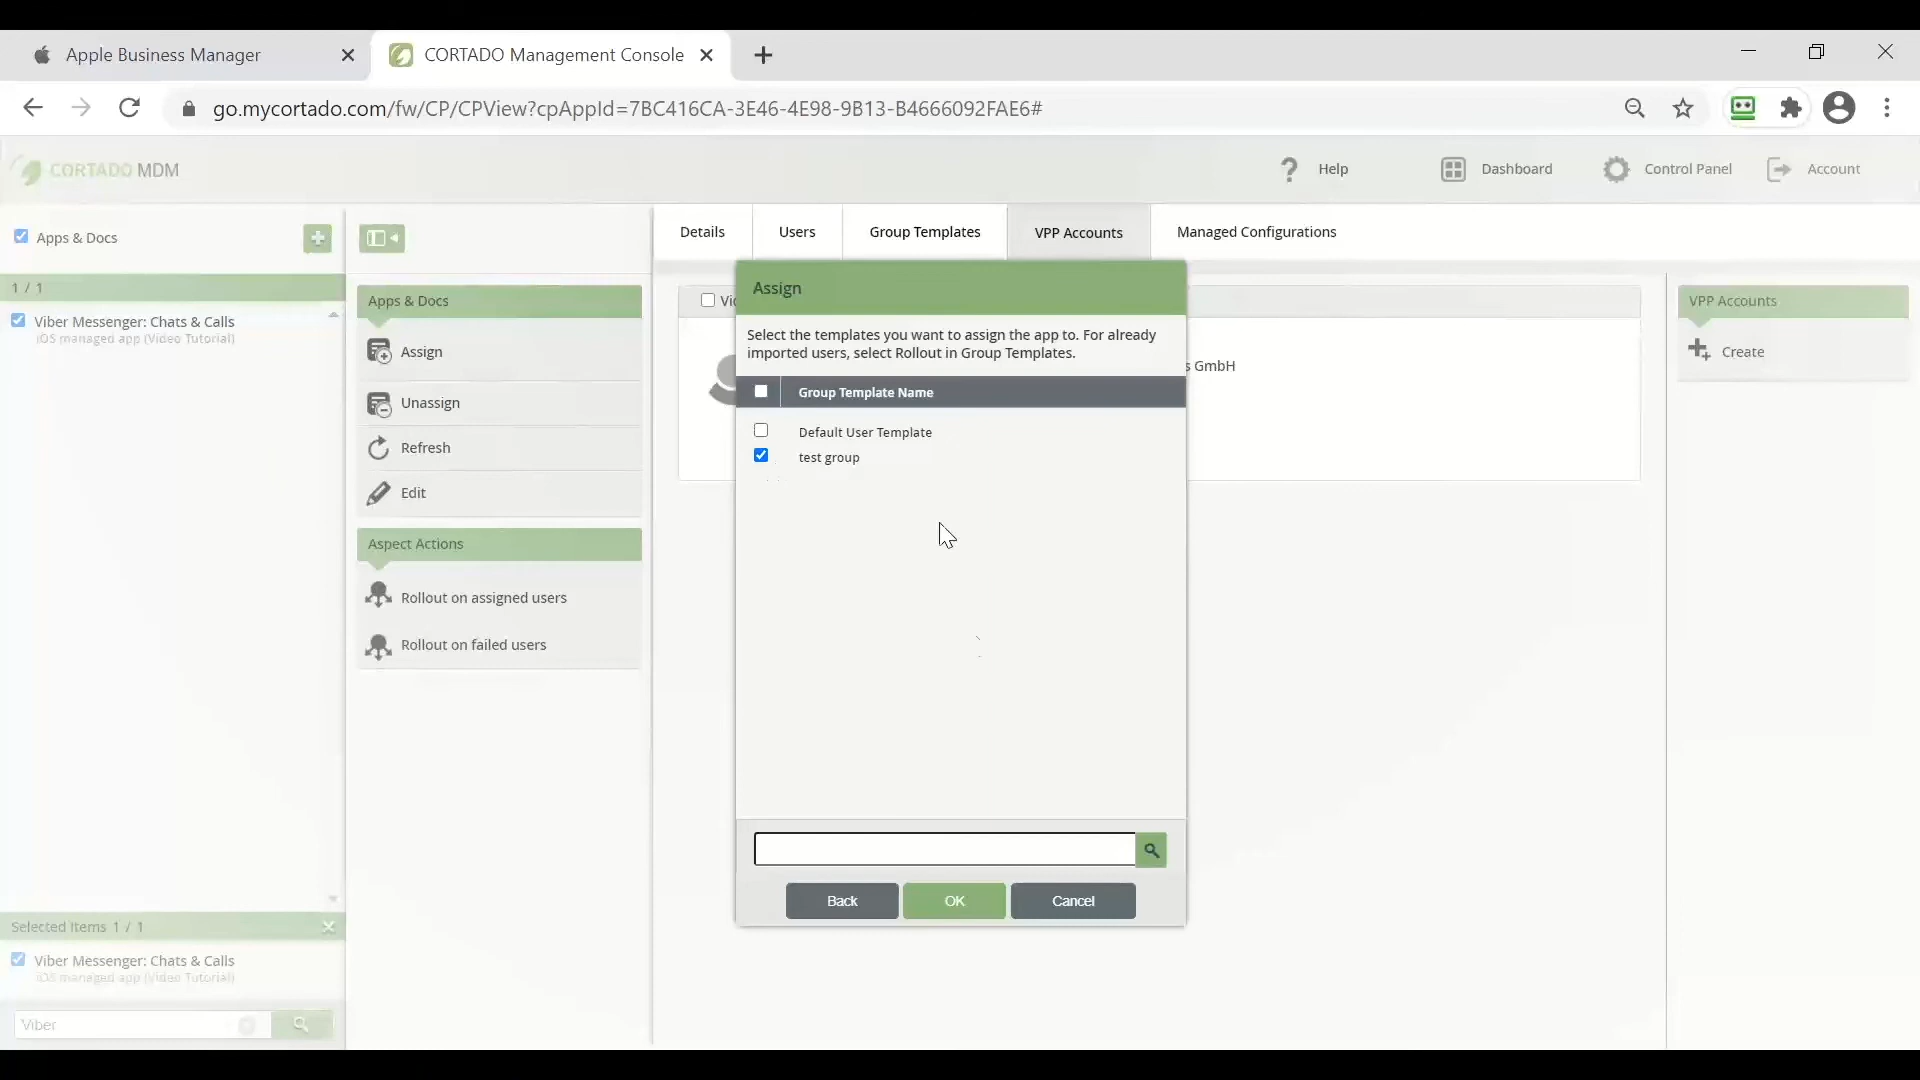 Apple Business Manager
CORTADO Management Console
go.mycortado.com/fw/CP/CPView?cpAppId=7BC416CA-3E46-4E98-9B13-B4666092FAE6#
CORTADO MDM
Help
Dashboard
Control Panel
Account
Apps & Docs
1 / 1
Viber Messenger: Chats & Calls
iOS managed app (Video Tutorial)
Selected Items 1 / 1
Viber Messenger: Chats & Calls
iOS managed app (Video Tutorial)
Viber
Apps & Docs
Assign
Unassign
Refresh
Edit
Aspect Actions
Rollout on assigned users
Rollout on failed users
Details
Users
Group Templates
VPP Accounts
Managed Configurations
GmbH
Assign
Select the templates you want to assign the app to. For already
imported users, select Rollout in Group Templates.
Group Template Name
Default User Template
test group
Back
OK
Cancel
VPP Accounts
Create